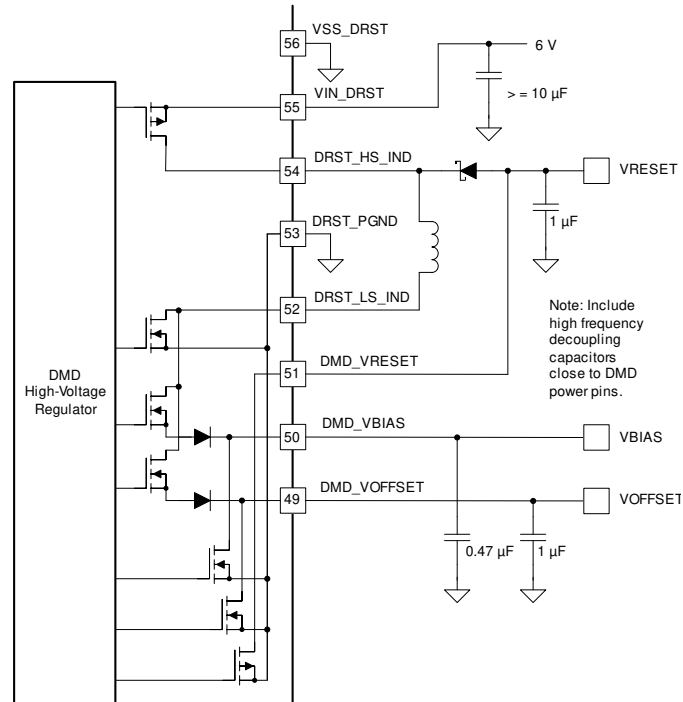 56
VSS_DRST
55
VIN_DRST
6 V
> = 10 µF
54
DRST_HS_IND
VRESET
1 µF
53
DRST_PGND
52
DRST_LS_IND
Note: Include
high frequency
decoupling
capacitors
close to DMD
power pins.
DMD
High-Voltage
Regulator
51
DMD_VRESET
50
DMD_VBIAS
VBIAS
49
DMD_VOFFSET
VOFFSET
0.47 µF
1 µF